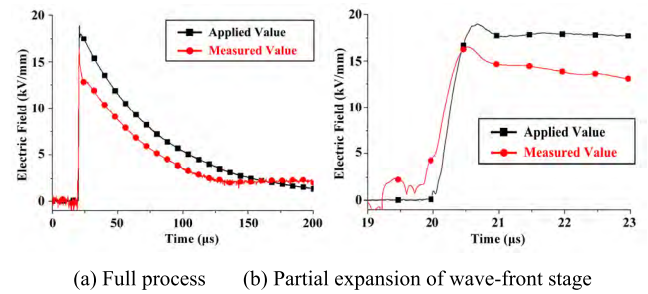 20
15
10
5
0
Electric Field (kV/mm)
Applied Value
Measured Value
0 50 100 150 200
Time (μs)
20
15
10
5
0
Electric Field (kV/mm)
Applied Value
Measured Value
19 20 21 22 23
Time (μs)
(a) Full process (b) Partial expansion of wave-front stage